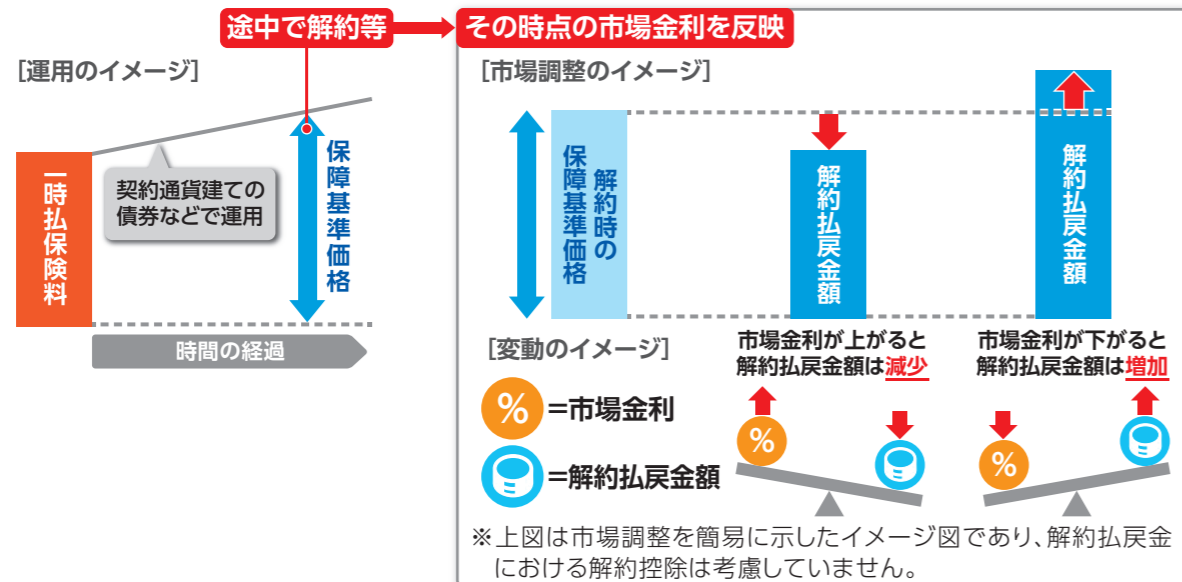 途中で解約等
その時点の市場金利を反映
[運用のイメージ]
一時払保険料
契約通貨建ての
債券などで運用
保障基準価格
時間の経過
[市場調整のイメージ]
解約時の
保障基準価格
解約払戻金額
解約払戻金額
市場金利が上がると
解約払戻金額は減少
市場金利が下がると
解約払戻金額は増加
[変動のイメージ]
%=市場金利
=解約払戻金額
%
%
※上図は市場調整を簡易に示したイメージ図であり、解約払戻金
における解約控除は考慮していません。